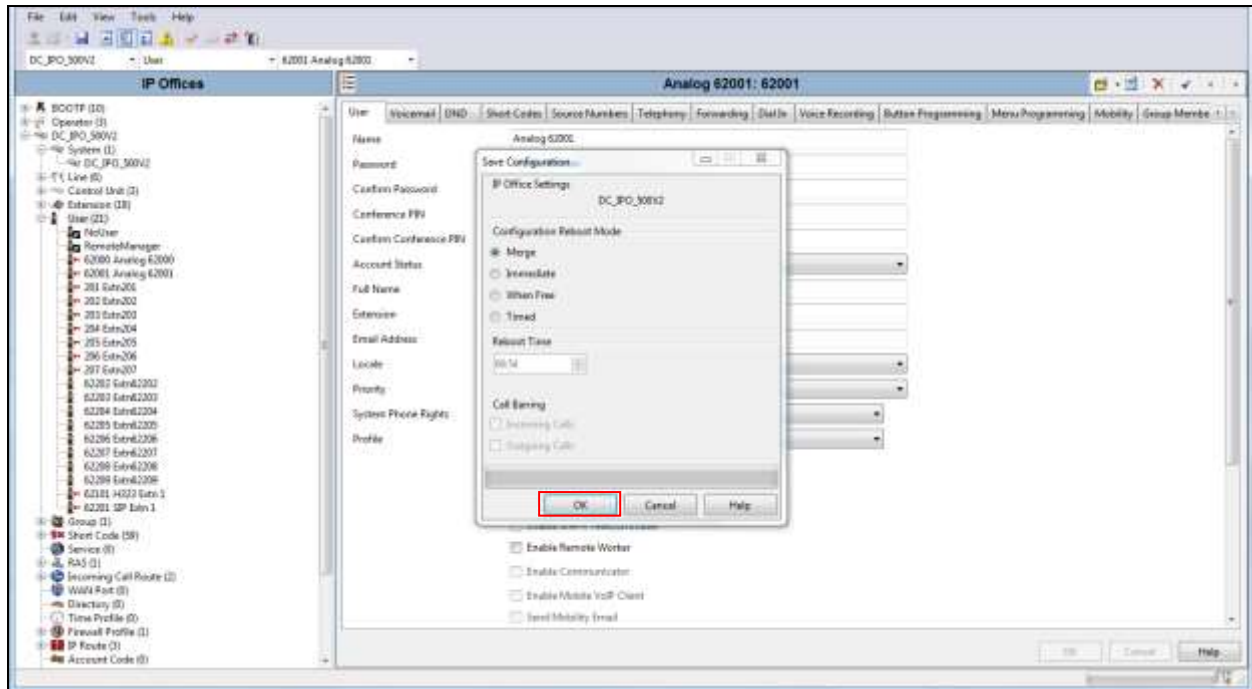 File Edit View Tools Help
DC_IPO_500V2 User 62001 Analog 62001
IP Offices
Analog 62001: 62001
BOOTP (10)
Operator (3)
DC_IPO_500V2
System (1)
DC_IPO_500V2
Line (6)
Control Unit (3)
Extension (18)
User (21)
NoUser
RemoteManager
62000 Analog 62000
62001 Analog 62001
201 Extn201
202 Extn202
203 Extn203
204 Extn204
205 Extn205
206 Extn206
207 Extn207
62202 Extn62202
62203 Extn62203
62204 Extn62204
62205 Extn62205
62206 Extn62206
62207 Extn62207
62208 Extn62208
62209 Extn62209
62101 H323 Extn 1
62201 SIP Extn 1
Group (1)
Short Code (59)
Service (0)
RAS (1)
Incoming Call Route (2)
WAN Port (0)
Directory (0)
Time Profile (0)
Firewall Profile (1)
IP Route (3)
Account Code (0)
User Voicemail DND Short Codes Source Numbers Telephony Forwarding Dial In Voice Recording Button Programming Menu Programming Mobility Group Membe
Name Analog 62001
Password
Confirm Password
Conference PIN
Confirm Conference PIN
Account Status
Full Name
Extension
Email Address
Locale
Priority
System Phone Rights
Profile
Save Configuration
IP Office Settings
DC_IPO_500V2
Configuration Reboot Mode
Merge
Immediate
When Free
Timed
Reboot Time
Call Barring
Incoming Calls
Outgoing Calls
OK Cancel Help
Enable Remote Worker
Enable Communicator
Enable Mobile VoIP Client
Send Mobility Email
OK Cancel Help